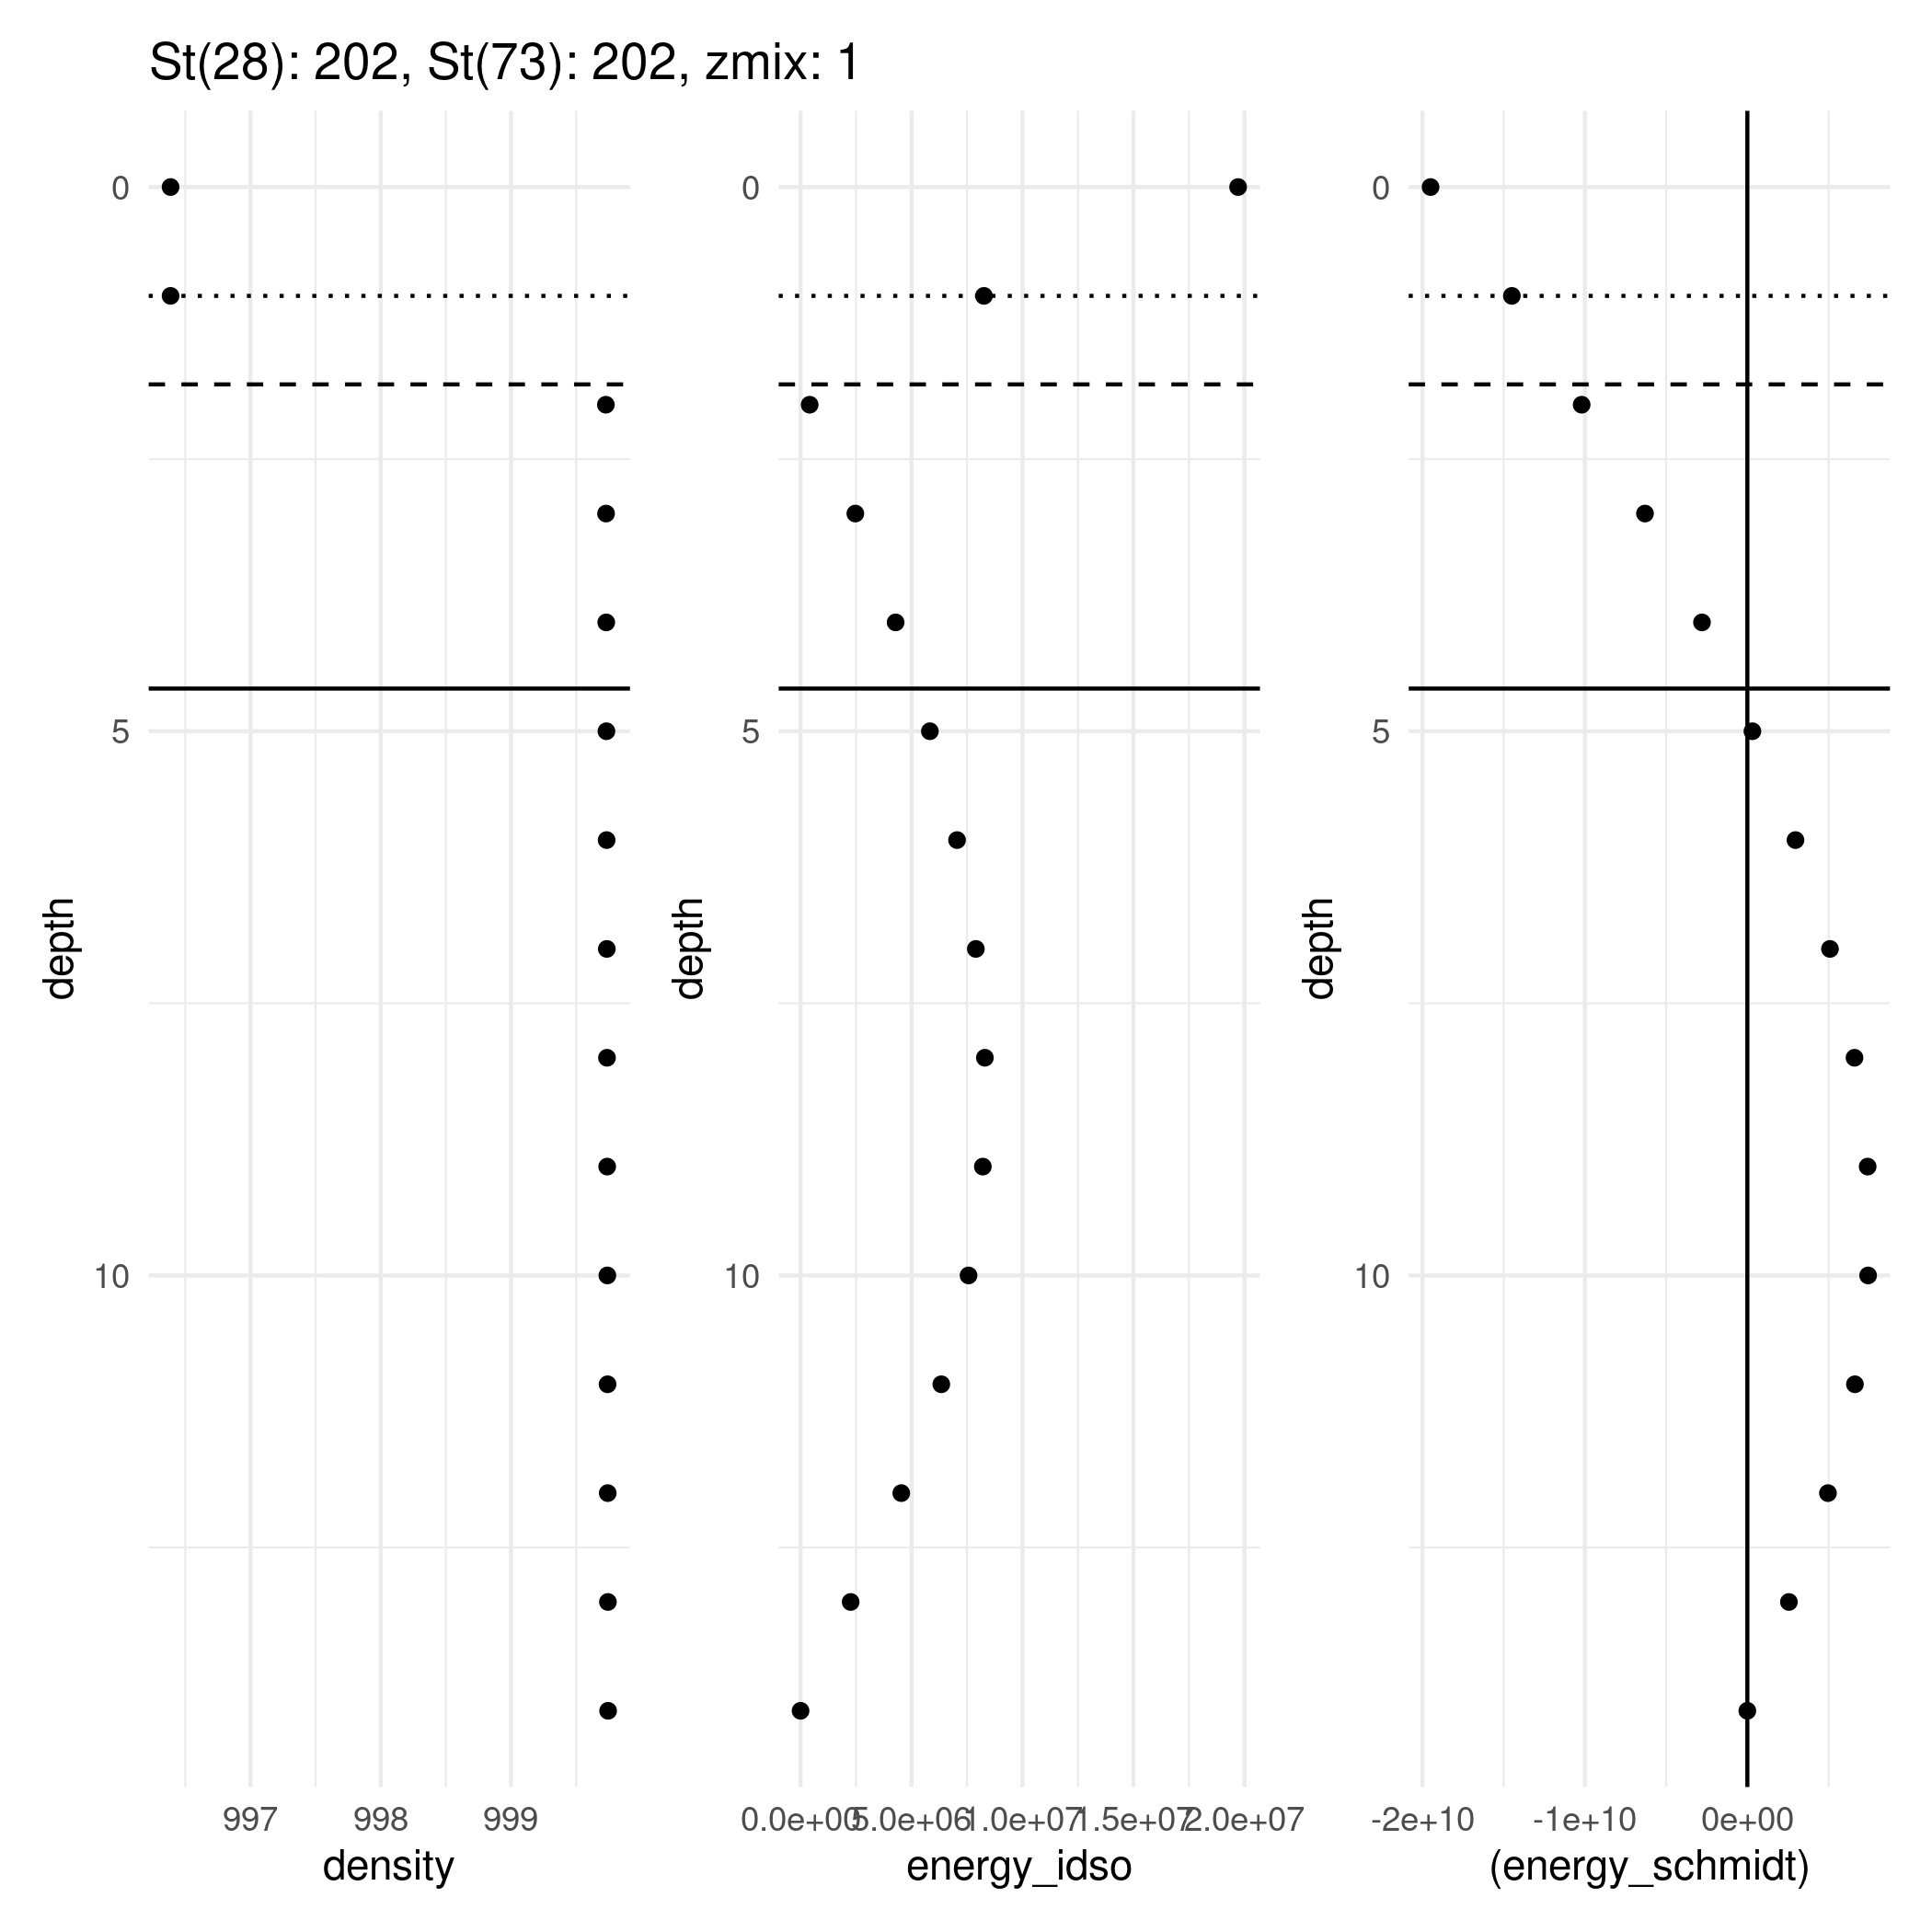 St(28): 202, St(73): 202, zmix: 1
0
5
10
depth
997 998 999
density
0
5
10
depth
0.0e+00 5.0e+06 1.0e+07 1.5e+07 2.0e+07
energy_idso
0
5
10
depth
-2e+10 -1e+10 0e+00
(energy_schmidt)